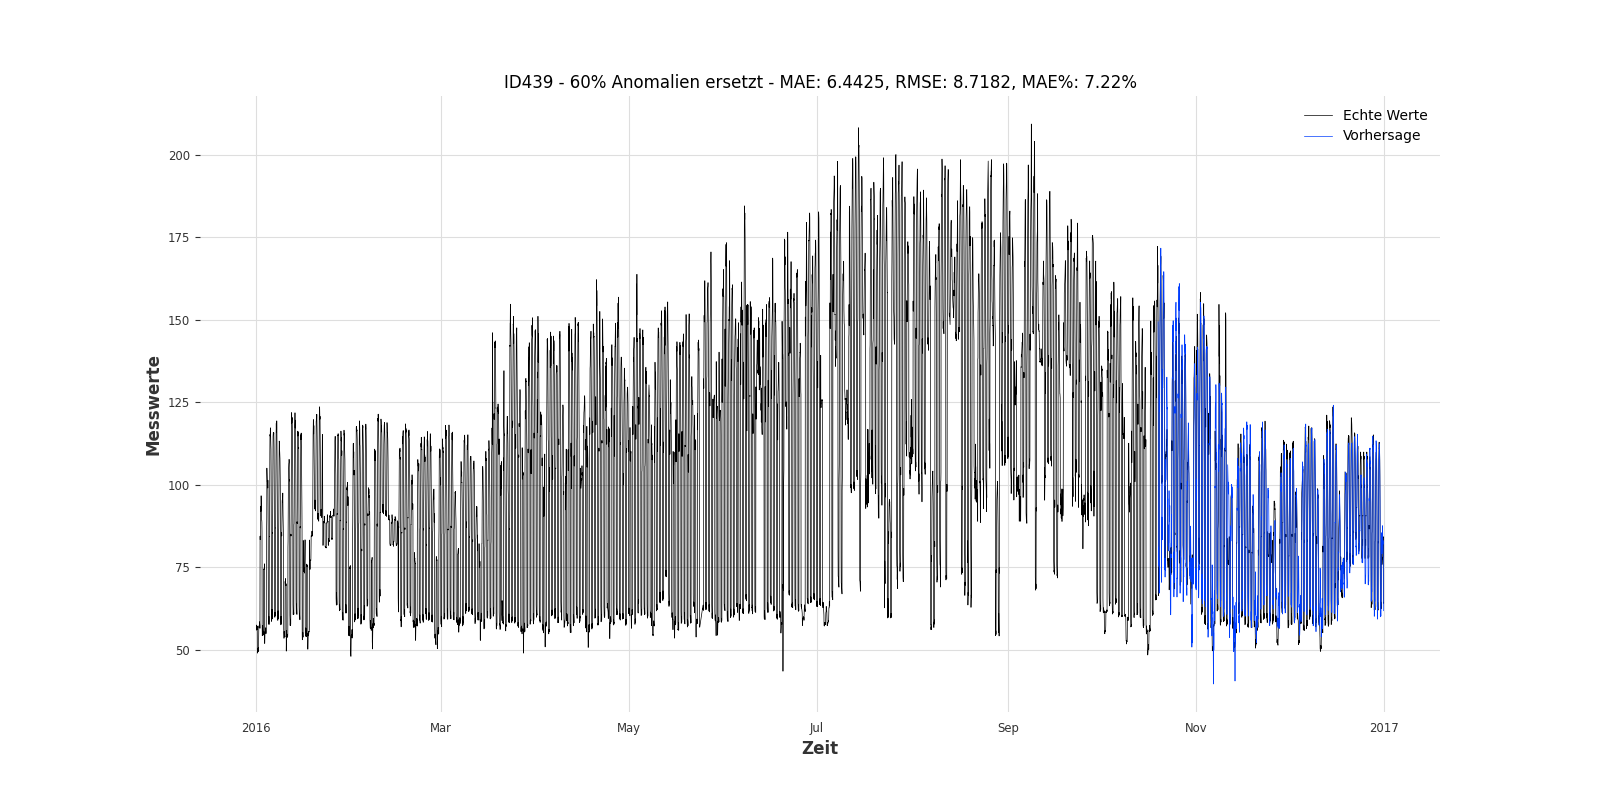 ID439 - 60% Anomalien ersetzt - MAE: 6.4425, RMSE: 8.7182, MAE%: 7.22%
Echte Werte
Vorhersage
200
175
150
125
100
75
50
Messwerte
2016
Mar
May
Jul
Sep
Nov
2017
Zeit